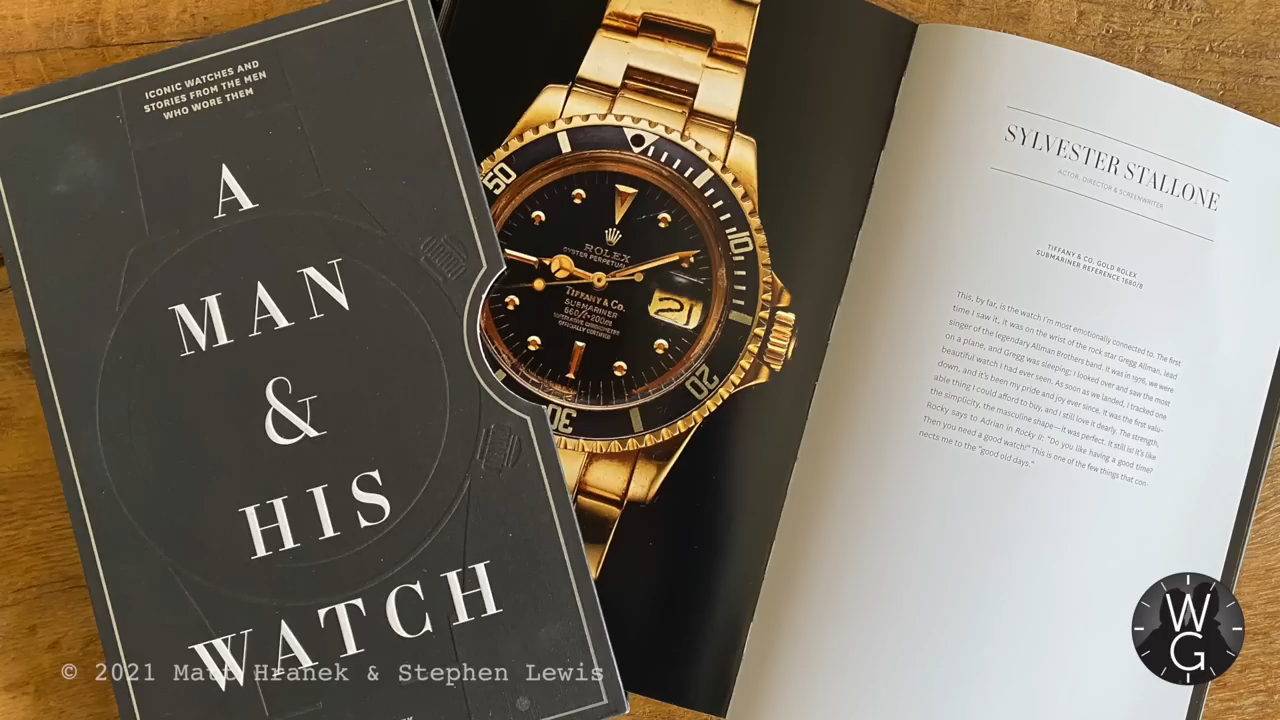 ICONIC WATCHES AND
STORIES FROM THE MEN
WHO WORE THEM
A
MAN
&
HIS
WATCH
50
10
20
30
ROLEX
OYSTER PERPETUAL
TIFFANY & CO.
SUBMARINER
660ft=200m
SUPERLATIVE CHRONOMETER
OFFICIALLY CERTIFIED
21
SYLVESTER STALLONE
ACTOR, DIRECTOR & SCREENWRITER
TIFFANY & CO. GOLD ROLEX
SUBMARINER REFERENCE 1680/8
This, by far, is the watch I'm most emotionally connected to. The first
time I saw it, it was on the wrist of the rock star Gregg Allman, lead
singer of the legendary Allman Brothers band. It was in 1976, we were
on a plane, and Gregg was sleeping; I looked over and saw the most
beautiful watch I had ever seen. As soon as we landed, I tracked one
down, and it's been my pride and joy ever since. It was the first valu-
able thing I could afford to buy, and I still love it dearly. The strength,
the simplicity, the masculine shape—it was perfect. It still is! It's like
Rocky says to Adrian in Rocky II: "Do you like having a good time?
Then you need a good watch!" This is one of the few things that con-
nects me to the "good old days."
© 2021 Matt Hranek & Stephen Lewis
WG